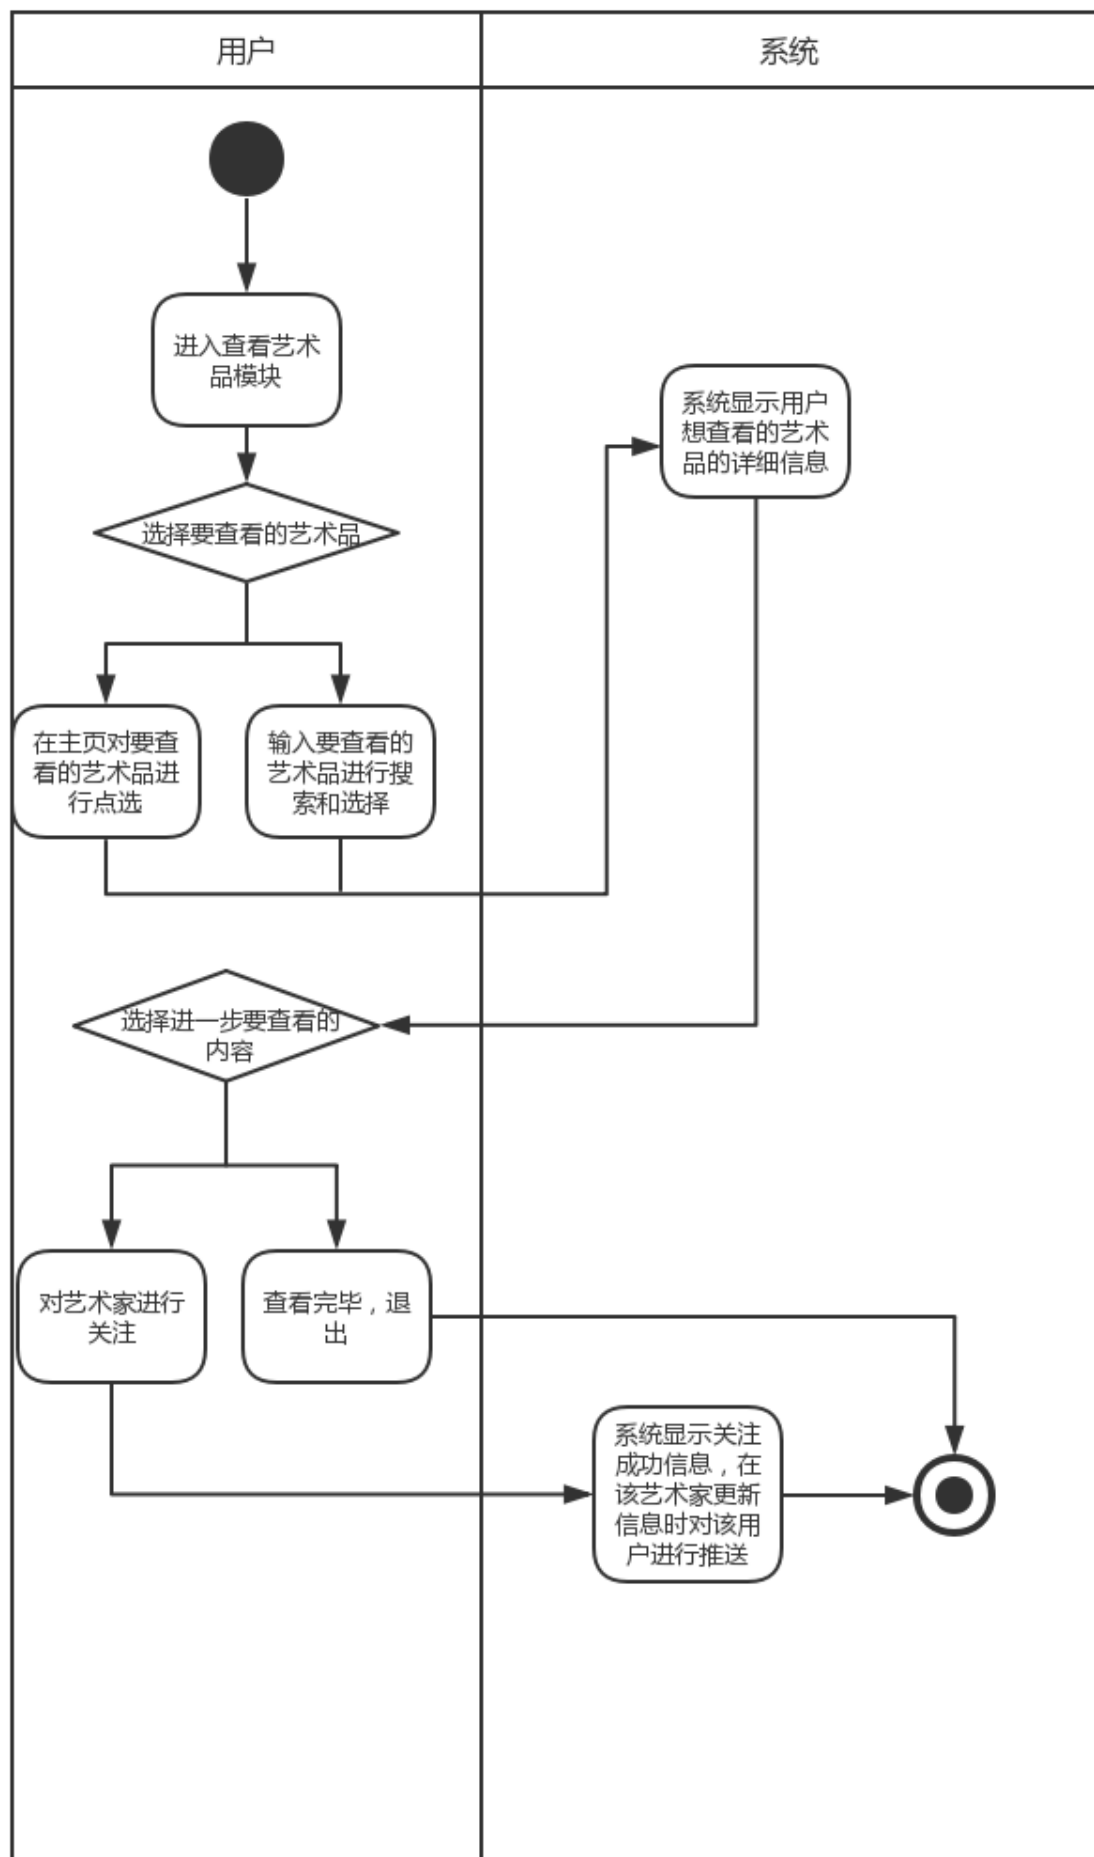 用户
系统
进入查看艺术
品模块
系统显示用户
想查看的艺术
品的详细信息
选择要查看的艺术品
在主页对要查
看的艺术品进
行点选
输入要查看的
艺术品进行搜
索和选择
选择进一步要查看的
内容
对艺术家进行
关注
查看完毕，退
出
系统显示关注
成功信息，在
该艺术家更新
信息时对该用
户进行推送